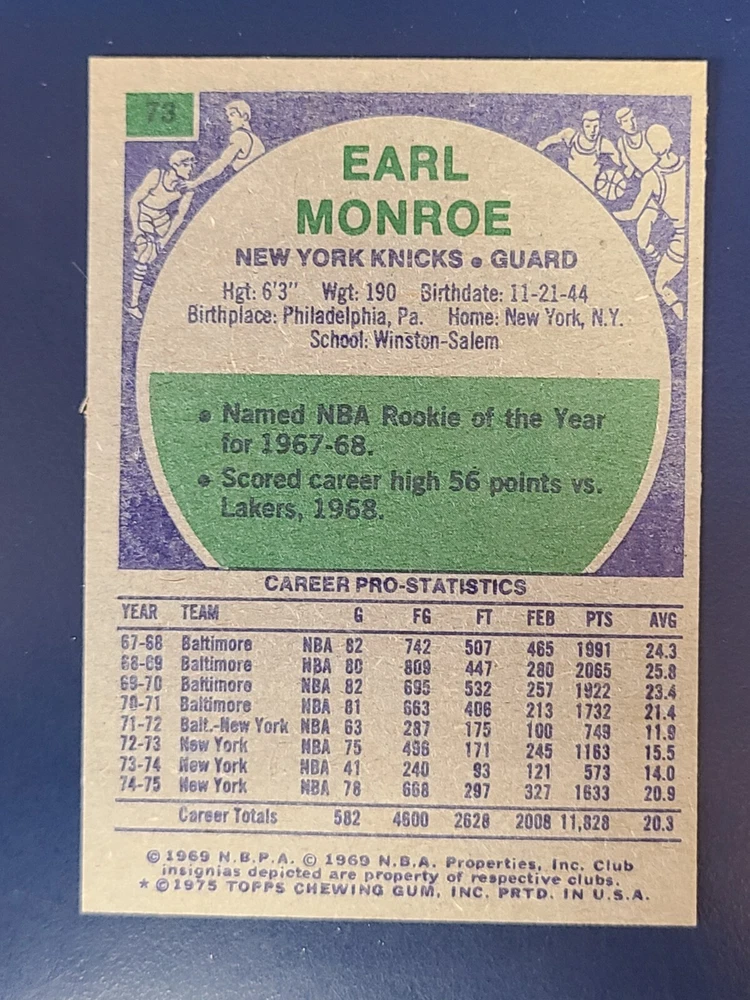 73
EARL
MONROE
NEW YORK KNICKS • GUARD
Hgt: 6'3" Wgt: 190 Birthdate: 11-21-44
Birthplace: Philadelphia, Pa. Home: New York, N.Y.
School: Winston-Salem
• Named NBA Rookie of the Year
for 1967-68.
• Scored career high 56 points vs.
Lakers, 1968.
CAREER PRO-STATISTICS
YEAR TEAM G FG FT FEB PTS AVG
67-68 Baltimore NBA 82 742 507 465 1991 24.3
68-69 Baltimore NBA 80 809 447 280 2065 25.8
69-70 Baltimore NBA 82 695 532 257 1922 23.4
70-71 Baltimore NBA 81 663 406 213 1732 21.4
71-72 Balt.-New York NBA 63 287 175 100 749 11.9
72-73 New York NBA 75 496 171 245 1163 15.5
73-74 New York NBA 41 240 93 121 573 14.0
74-75 New York NBA 78 668 297 327 1633 20.9
Career Totals 582 4600 2628 2008 11,828 20.3
© 1969 N.B.P.A. © 1969 N.B.A. Properties, Inc. Club
insignias depicted are property of respective clubs.
* © 1975 TOPPS CHEWING GUM, INC. PRTD. IN U.S.A.